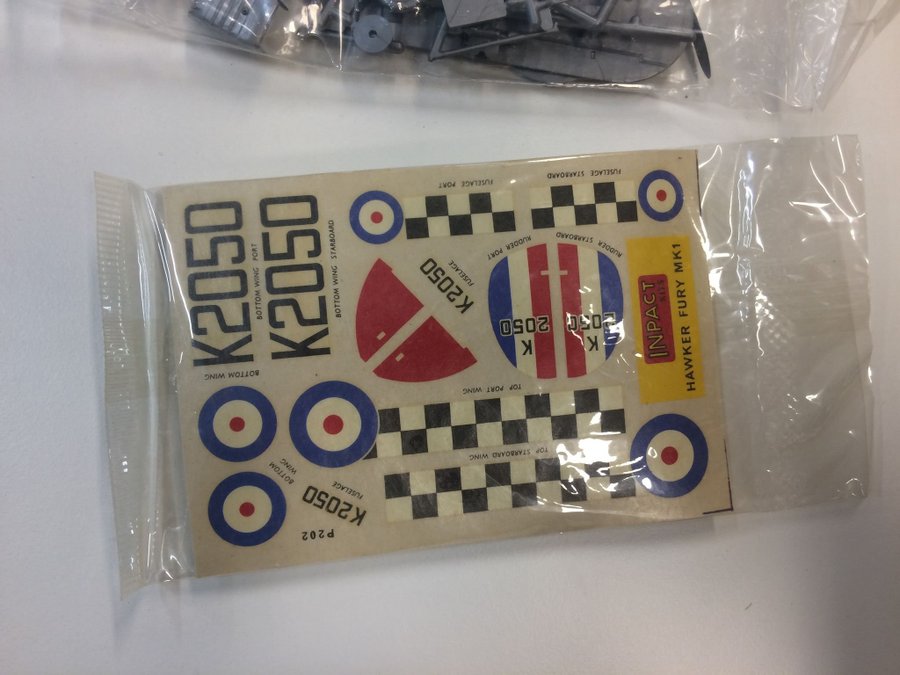 K2050
BOTTOM WING PORT
K2050
BOTTOM WING STARBOARD
BOTTOM WING
FUSELAGE PORT
FUSELAGE STARBOARD
K2050
FUSELAGE
RUDDER PORT
RUDDER STARBOARD
K
2050
K
2050
INPACT
KITS
HAWKER FURY MK1
TOP PORT WING
TOP STARBOARD WING
BOTTOM
WING
FUSELAGE
K2050
P202